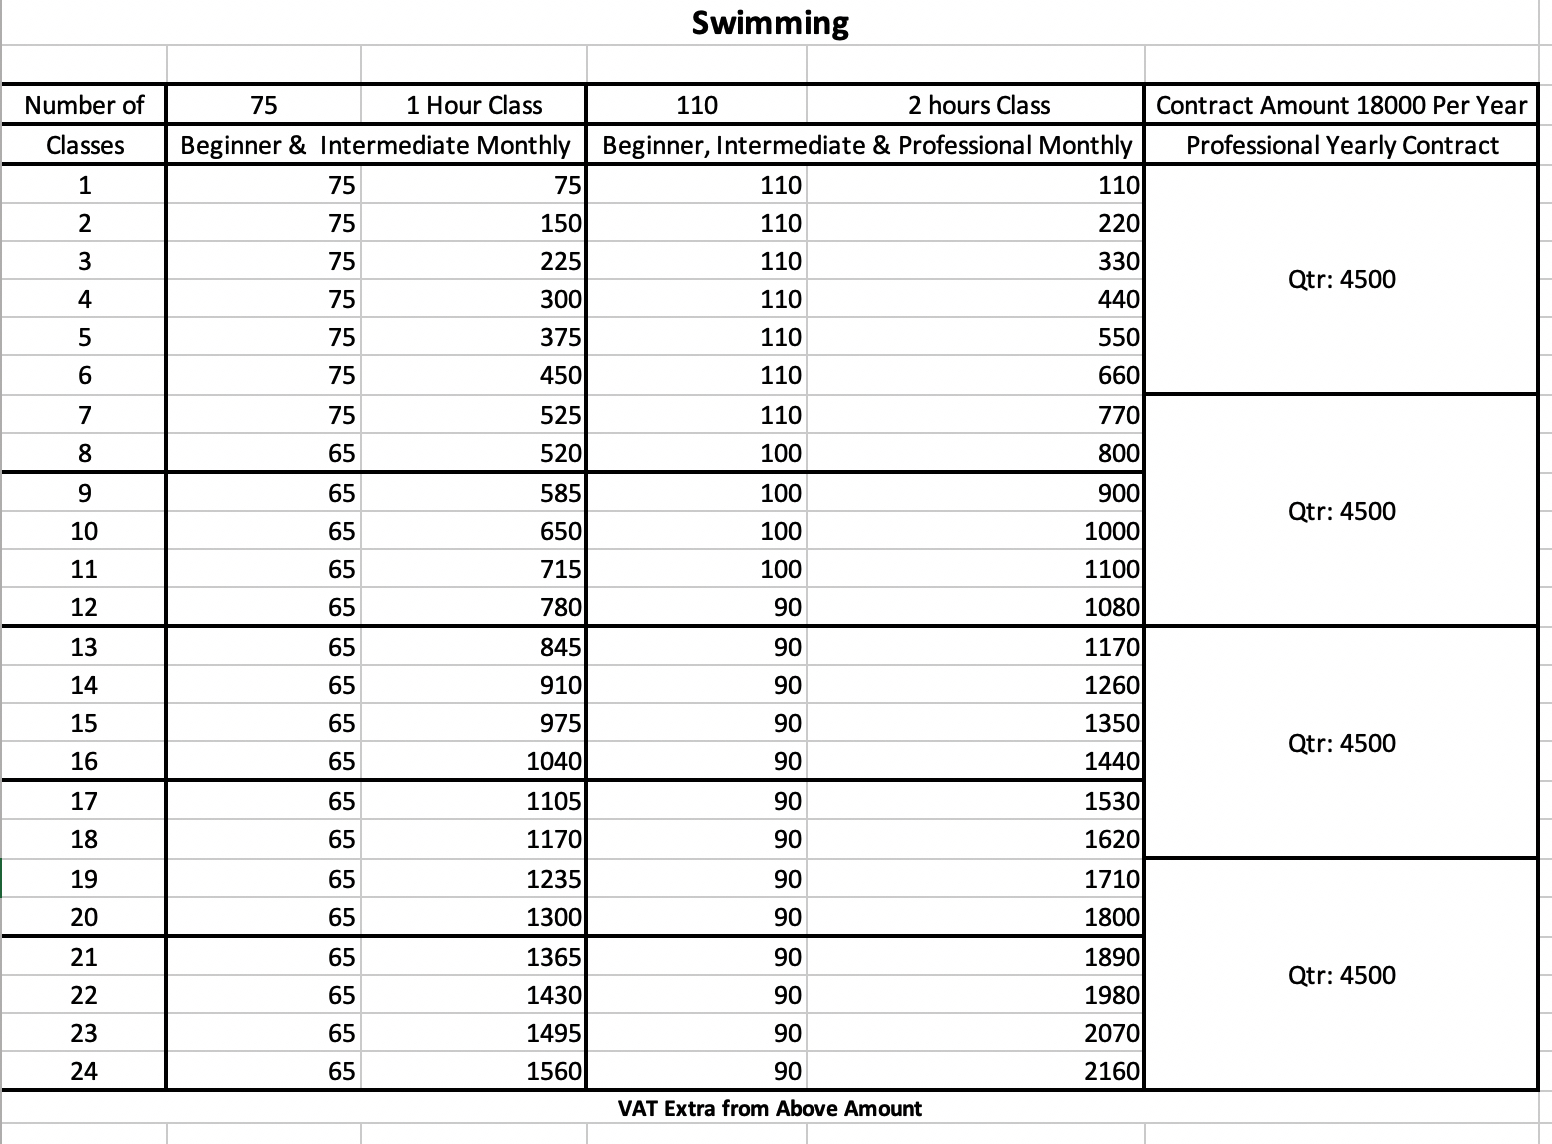 Swimming
Number of 75 1 Hour Class 110 2 hours Class Contract Amount 18000 Per Year
Classes Beginner & Intermediate Monthly Beginner, Intermediate & Professional Monthly Professional Yearly Contract
1 75 75 110 110
2 75 150 110 220
3 75 225 110 330
Qtr: 4500
4 75 300 110 440
5 75 375 110 550
6 75 450 110 660
7 75 525 110 770
8 65 520 100 800
9 65 585 100 900
Qtr: 4500
10 65 650 100 1000
11 65 715 100 1100
12 65 780 90 1080
13 65 845 90 1170
14 65 910 90 1260
15 65 975 90 1350
Qtr: 4500
16 65 1040 90 1440
17 65 1105 90 1530
18 65 1170 90 1620
19 65 1235 90 1710
20 65 1300 90 1800
21 65 1365 90 1890
Qtr: 4500
22 65 1430 90 1980
23 65 1495 90 2070
24 65 1560 90 2160
VAT Extra from Above Amount